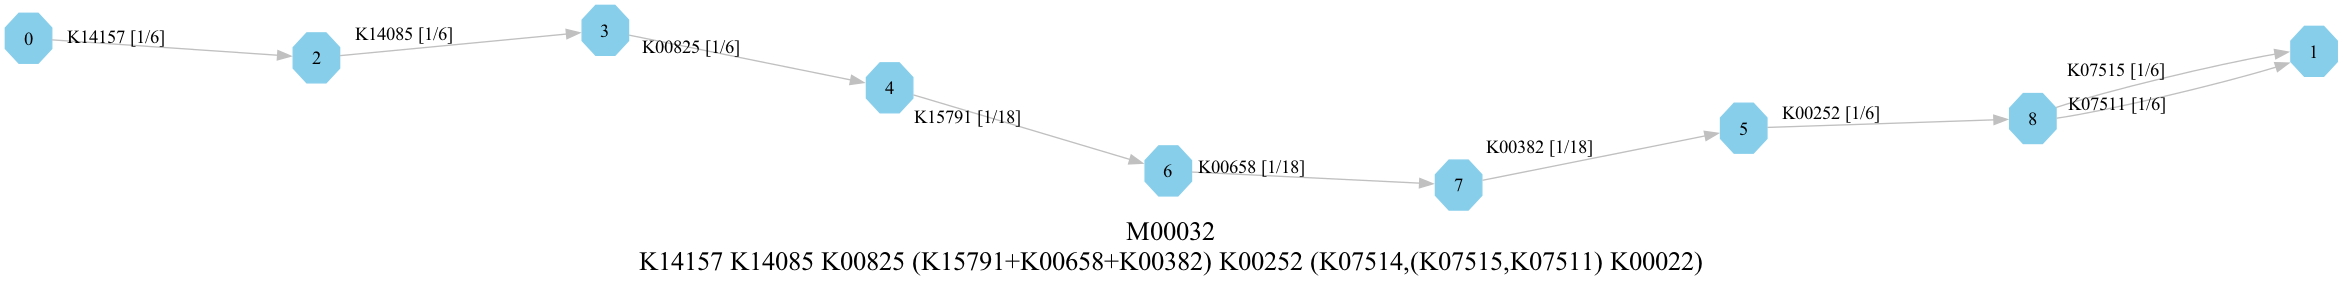 0
K14157 [1/6]
2
K14085 [1/6]
3
K00825 [1/6]
4
K15791 [1/18]
6
K00658 [1/18]
7
K00382 [1/18]
5
K00252 [1/6]
8
K07515 [1/6]
K07511 [1/6]
1
M00032
K14157 K14085 K00825 (K15791+K00658+K00382) K00252 (K07514,(K07515,K07511) K00022)